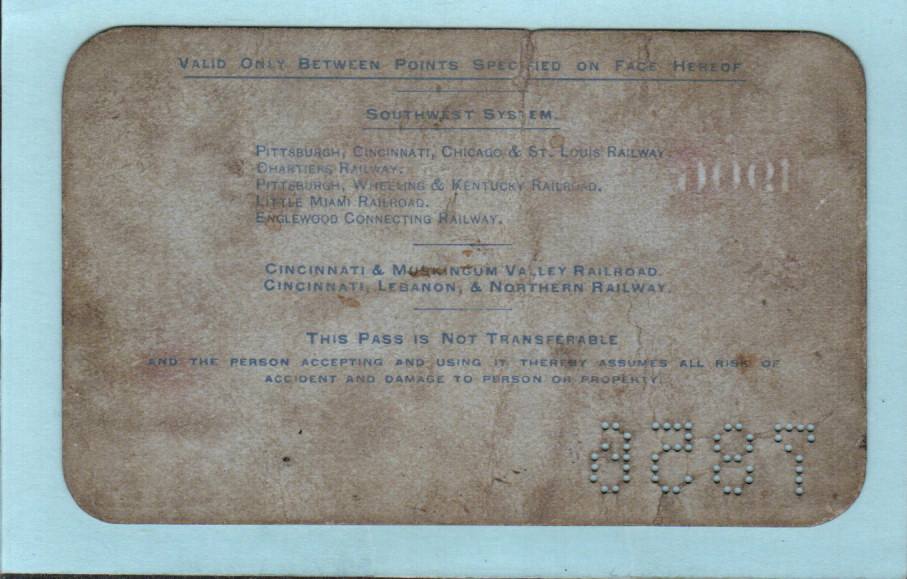 VALID ONLY BETWEEN POINTS SPECIFIED ON FACE HEREOF
SOUTHWEST SYSTEM.
PITTSBURGH, CINCINNATI, CHICAGO & ST. LOUIS RAILWAY.
CHARTIERS RAILWAY.
PITTSBURGH, WHEELING & KENTUCKY RAILROAD.
LITTLE MIAMI RAILROAD.
ENGLEWOOD CONNECTING RAILWAY.
CINCINNATI & MUSKINGUM VALLEY RAILROAD.
CINCINNATI, LEBANON, & NORTHERN RAILWAY.
THIS PASS IS NOT TRANSFERABLE
AND THE PERSON ACCEPTING AND USING IT THEREBY ASSUMES ALL RISK OF
ACCIDENT AND DAMAGE TO PERSON OR PROPERTY.